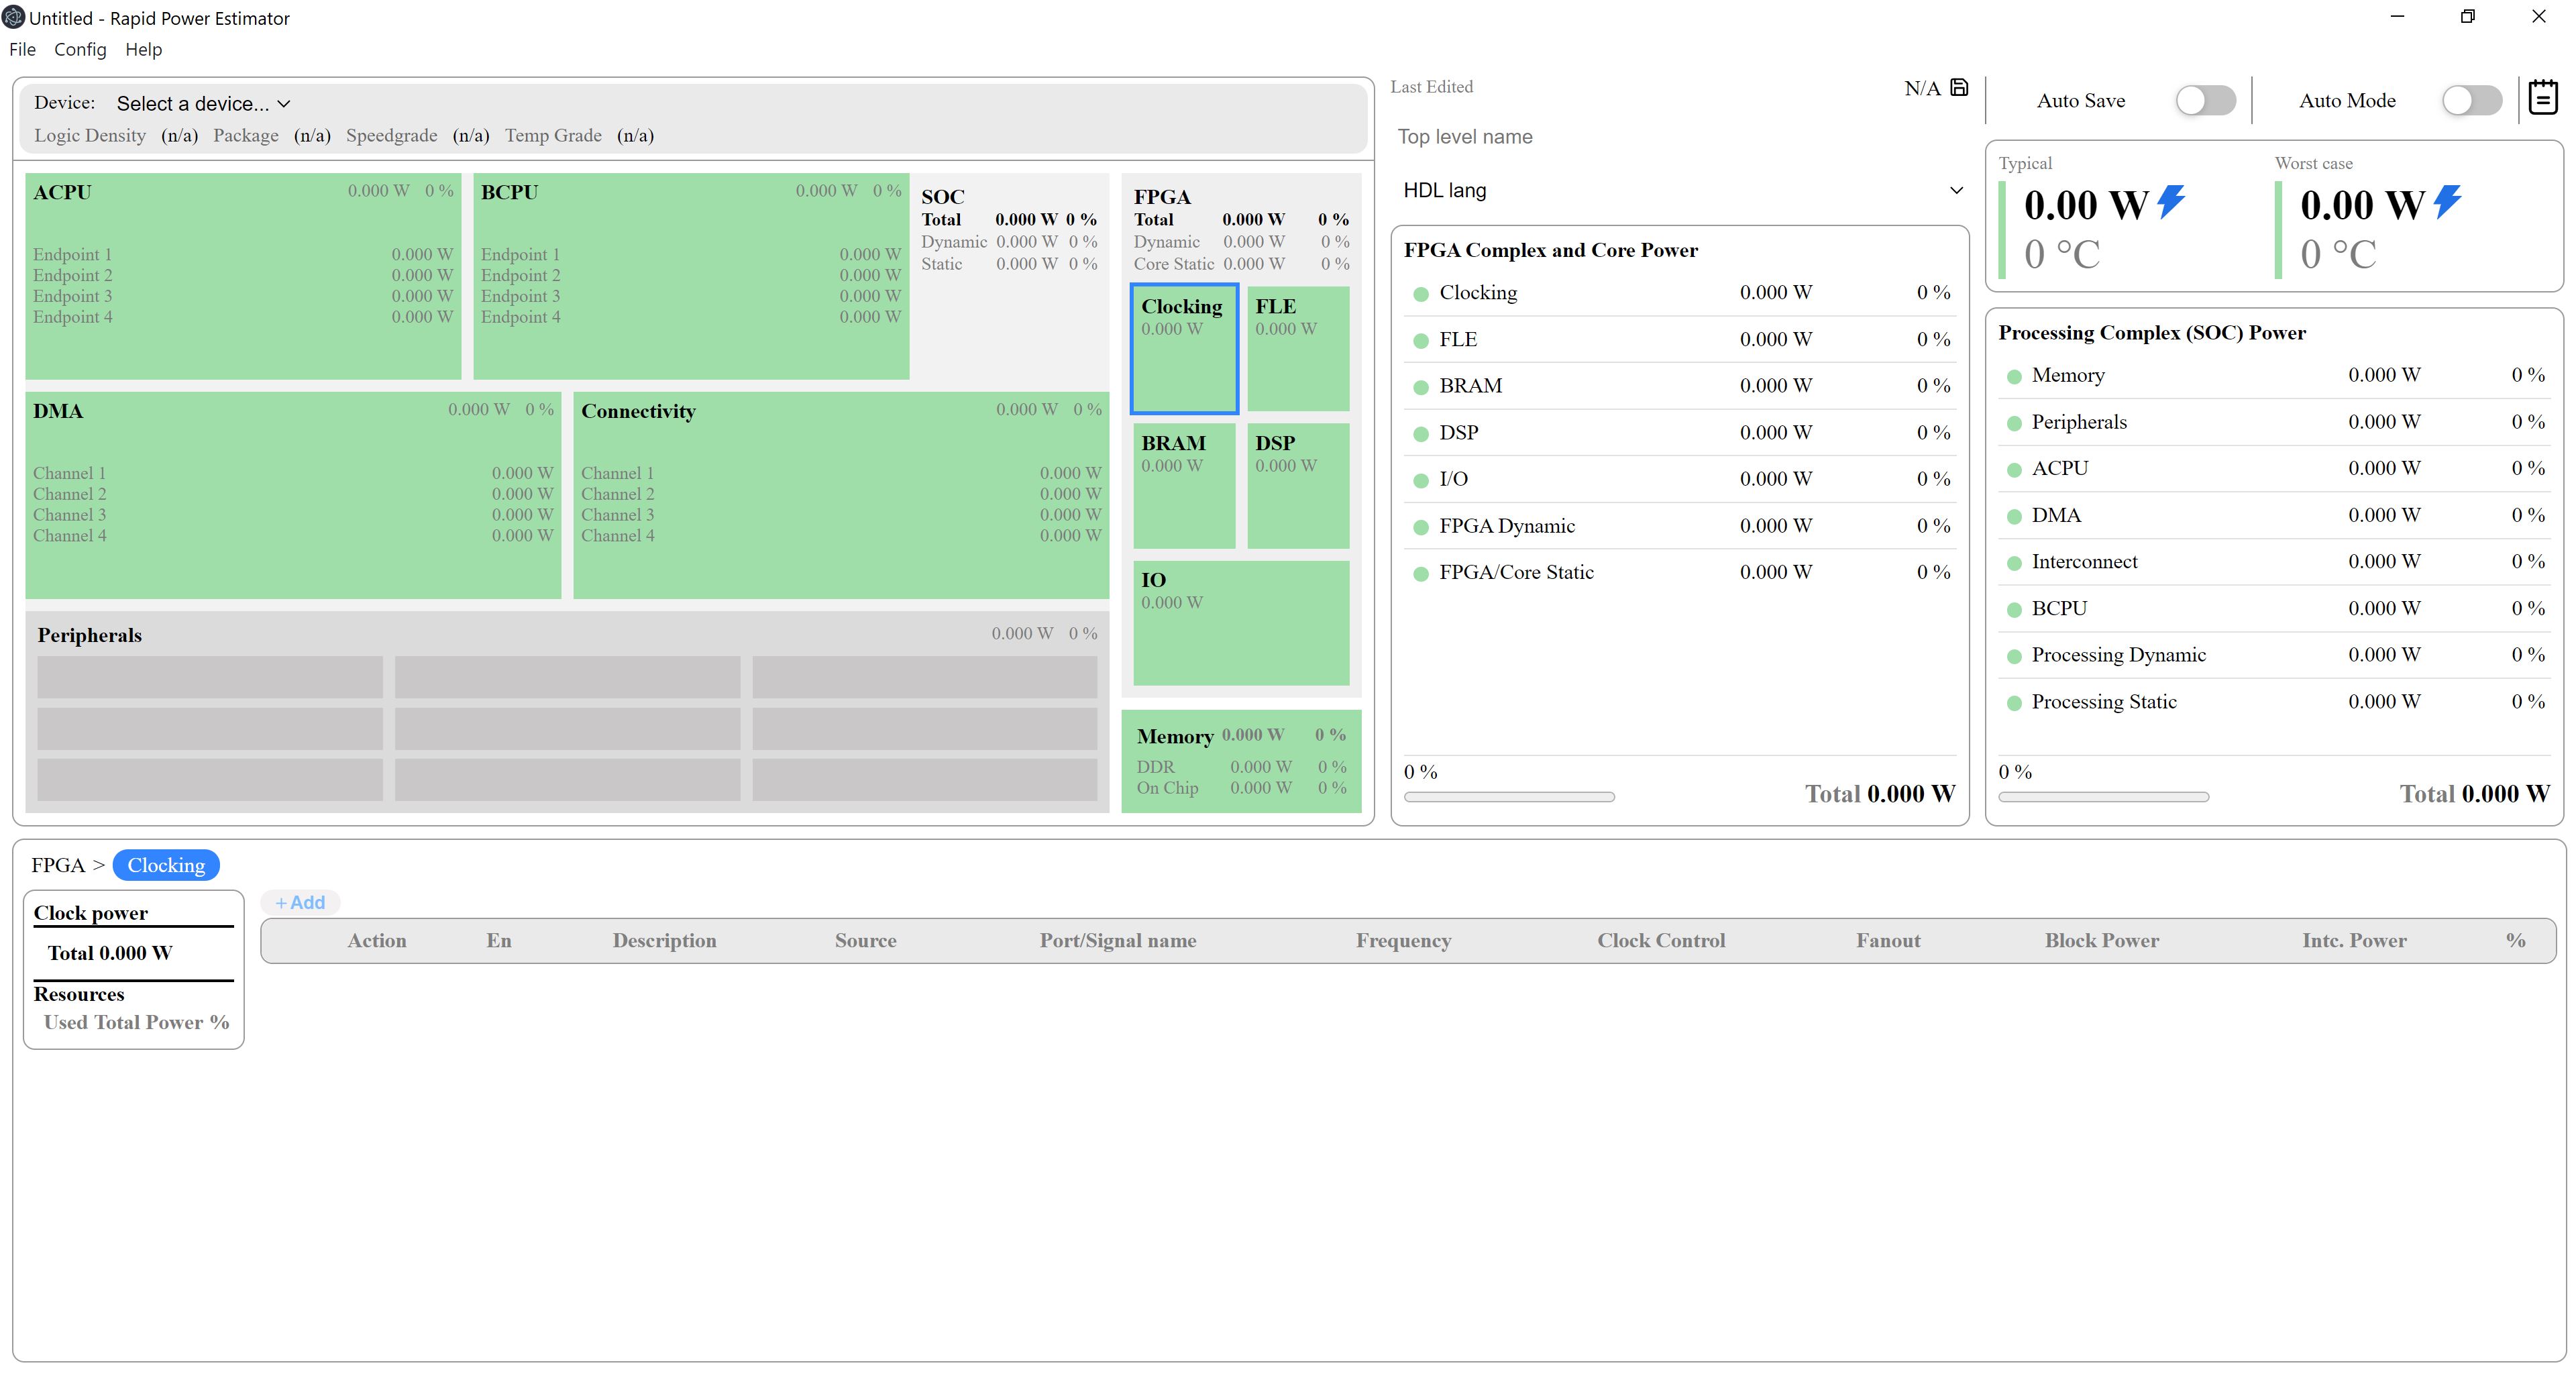 Untitled - Rapid Power Estimator
File Config Help
Device: Select a device...
Logic Density (n/a) Package (n/a) Speedgrade (n/a) Temp Grade (n/a)
ACPU 0.000 W 0 %
Endpoint 1 0.000 W
Endpoint 2 0.000 W
Endpoint 3 0.000 W
Endpoint 4 0.000 W
BCPU 0.000 W 0 %
Endpoint 1 0.000 W
Endpoint 2 0.000 W
Endpoint 3 0.000 W
Endpoint 4 0.000 W
SOC
Total 0.000 W 0 %
Dynamic 0.000 W 0 %
Static 0.000 W 0 %
DMA 0.000 W 0 %
Channel 1 0.000 W
Channel 2 0.000 W
Channel 3 0.000 W
Channel 4 0.000 W
Connectivity 0.000 W 0 %
Channel 1 0.000 W
Channel 2 0.000 W
Channel 3 0.000 W
Channel 4 0.000 W
Peripherals 0.000 W 0 %
FPGA
Total 0.000 W 0 %
Dynamic 0.000 W 0 %
Core Static 0.000 W 0 %
Clocking
0.000 W
FLE
0.000 W
BRAM
0.000 W
DSP
0.000 W
IO
0.000 W
Memory 0.000 W 0 %
DDR 0.000 W 0 %
On Chip 0.000 W 0 %
Last Edited N/A
Top level name
HDL lang
FPGA Complex and Core Power
Clocking 0.000 W 0 %
FLE 0.000 W 0 %
BRAM 0.000 W 0 %
DSP 0.000 W 0 %
I/O 0.000 W 0 %
FPGA Dynamic 0.000 W 0 %
FPGA/Core Static 0.000 W 0 %
0 %
Total 0.000 W
Auto Save Auto Mode
Typical
0.00 W
0 °C
Worst case
0.00 W
0 °C
Processing Complex (SOC) Power
Memory 0.000 W 0 %
Peripherals 0.000 W 0 %
ACPU 0.000 W 0 %
DMA 0.000 W 0 %
Interconnect 0.000 W 0 %
BCPU 0.000 W 0 %
Processing Dynamic 0.000 W 0 %
Processing Static 0.000 W 0 %
0 %
Total 0.000 W
FPGA > Clocking
Clock power
Total 0.000 W
Resources
Used Total Power %
+ Add
Action En Description Source Port/Signal name Frequency Clock Control Fanout Block Power Intc. Power %